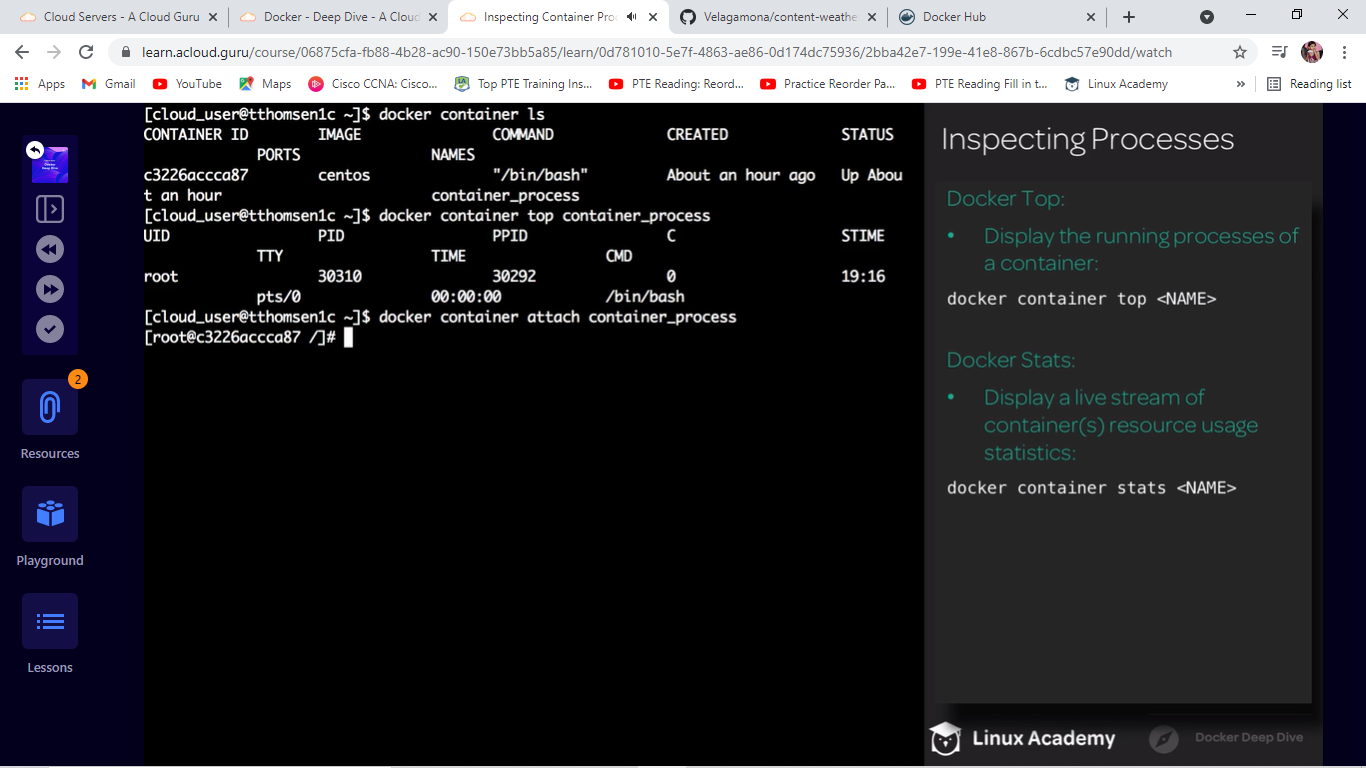 Cloud Servers - A Cloud Guru
Docker - Deep Dive - A Cloud
Inspecting Container Pro
Velagamona/content-weathe
Docker Hub
learn.acloud.guru/course/06875cfa-fb88-4b28-ac90-150e73bb5a85/learn/0d781010-5e7f-4863-ae86-0d174dc75936/2bba42e7-199e-41e8-867b-6cdbc57e90dd/watch
Apps
Gmail
YouTube
Maps
Cisco CCNA: Cisco...
Top PTE Training Ins...
PTE Reading: Reord...
Practice Reorder Pa...
PTE Reading Fill in t...
Linux Academy
»
Reading list
[cloud_user@tthomsen1c ~]$ docker container ls
CONTAINER ID IMAGE COMMAND CREATED STATUS
PORTS NAMES
c3226accca87 centos "/bin/bash" About an hour ago Up Abou
t an hour container_process
[cloud_user@tthomsen1c ~]$ docker container top container_process
UID PID PPID C STIME
TTY TIME CMD
root 30310 30292 0 19:16
pts/0 00:00:00 /bin/bash
[cloud_user@tthomsen1c ~]$ docker container attach container_process
[root@c3226accca87 /]#
2
Resources
Playground
Lessons
Inspecting Processes
Docker Top:
• Display the running processes of
a container:
docker container top <NAME>
Docker Stats:
• Display a live stream of
container(s) resource usage
statistics:
docker container stats <NAME>
Linux Academy
Docker Deep Dive